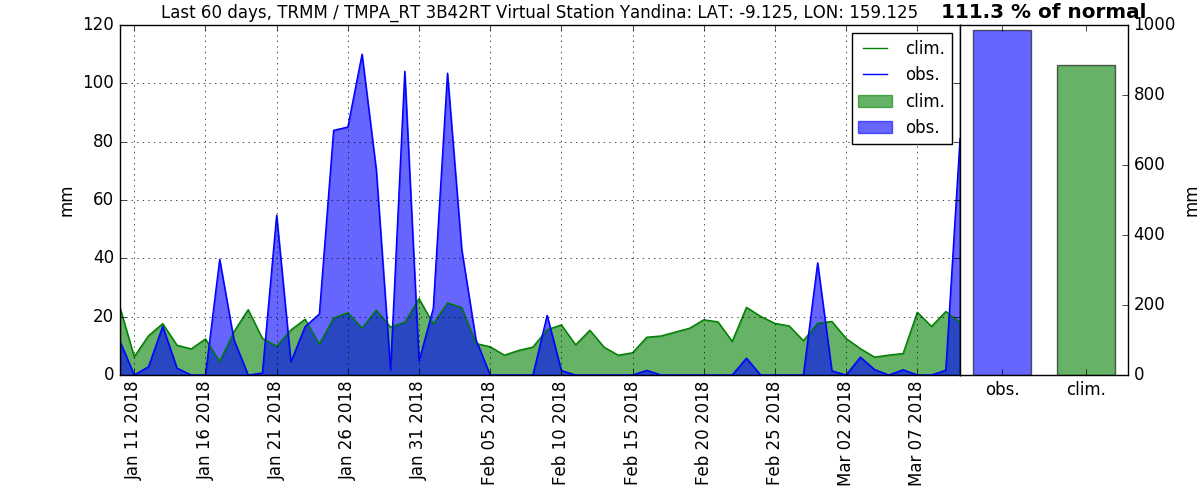 Last 60 days, TRMM / TMPA_RT 3B42RT Virtual Station Yandina: LAT: -9.125, LON: 159.125
111.3 % of normal
120
100
80
60
40
20
0
mm
clim.
obs.
clim.
obs.
1000
800
600
400
200
0
mm
obs.
clim.
Jan 11 2018
Jan 16 2018
Jan 21 2018
Jan 26 2018
Jan 31 2018
Feb 05 2018
Feb 10 2018
Feb 15 2018
Feb 20 2018
Feb 25 2018
Mar 02 2018
Mar 07 2018